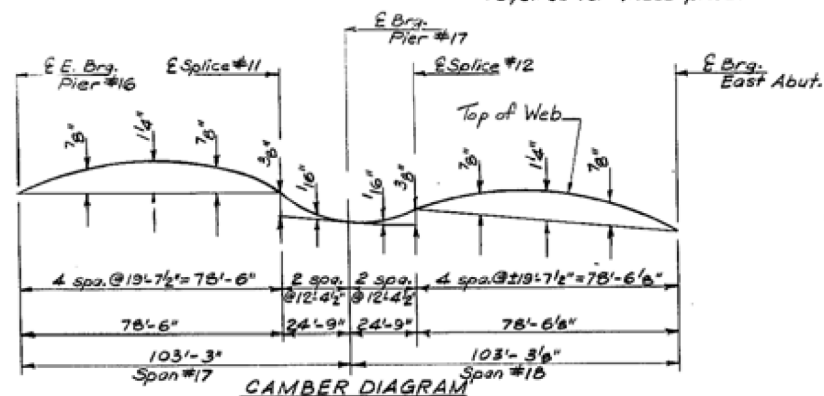 ℄ Brg.
Pier #17
℄ E. Brg.
Pier #16
℄ Splice #11
℄ Splice #12
℄ Brg.
East Abut.
Top of Web
7/8"
1 1/4"
7/8"
3/8"
1/16"
1/16"
3/8"
7/8"
1 1/4"
7/8"
4 spa. @ 19'-7 1/2" = 78'-6"
2 spa.
@ 12'-4 1/2"
2 spa.
@ 12'-4 1/2"
4 spa. @ ±19'-7 1/2" = 78'-6 1/8"
78'-6"
24'-9"
24'-9"
78'-6 1/8"
103'-3"
Span #17
103'-3 1/8"
Span #18
CAMBER DIAGRAM